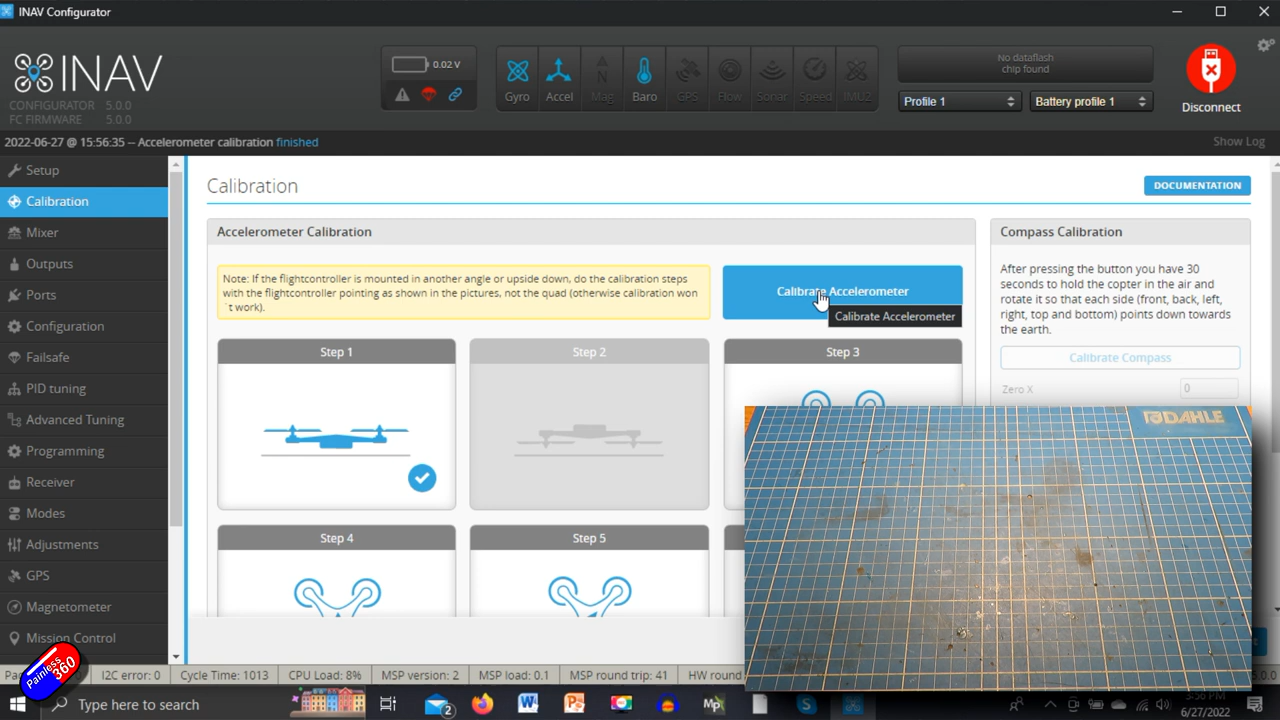 INAV Configurator
INAV
CONFIGURATOR 5.0.0
FC FIRMWARE 5.0.0
0.02 V
Gyro
Accel
Mag
Baro
GPS
Flow
Sonar
Speed
IMU2
No dataflash
chip found
Profile 1
Battery profile 1
Disconnect
2022-06-27 @ 15:56:35 -- Accelerometer calibration finished
Show Log
Setup
Calibration
Mixer
Outputs
Ports
Configuration
Failsafe
PID tuning
Advanced Tuning
Programming
Receiver
Modes
Adjustments
GPS
Magnetometer
Mission Control
Calibration
DOCUMENTATION
Accelerometer Calibration
Note: If the flightcontroller is mounted in another angle or upside down, do the calibration steps
with the flightcontroller pointing as shown in the pictures, not the quad (otherwise calibration won
´t work).
Calibrate Accelerometer
Calibrate Accelerometer
Step 1
Step 2
Step 3
Step 4
Step 5
Compass Calibration
After pressing the button you have 30
seconds to hold the copter in the air and
rotate it so that each side (front, back, left,
right, top and bottom) points down towards
the earth.
Calibrate Compass
Zero X
0
DAHLE
Painless
360
I2C error: 0
Cycle Time: 1013
CPU Load: 8%
MSP version: 2
MSP load: 0.1
MSP round trip: 41
HW round
5.0.0
Type here to search
2
W
P
Mp
S
3:56 PM
6/27/2022